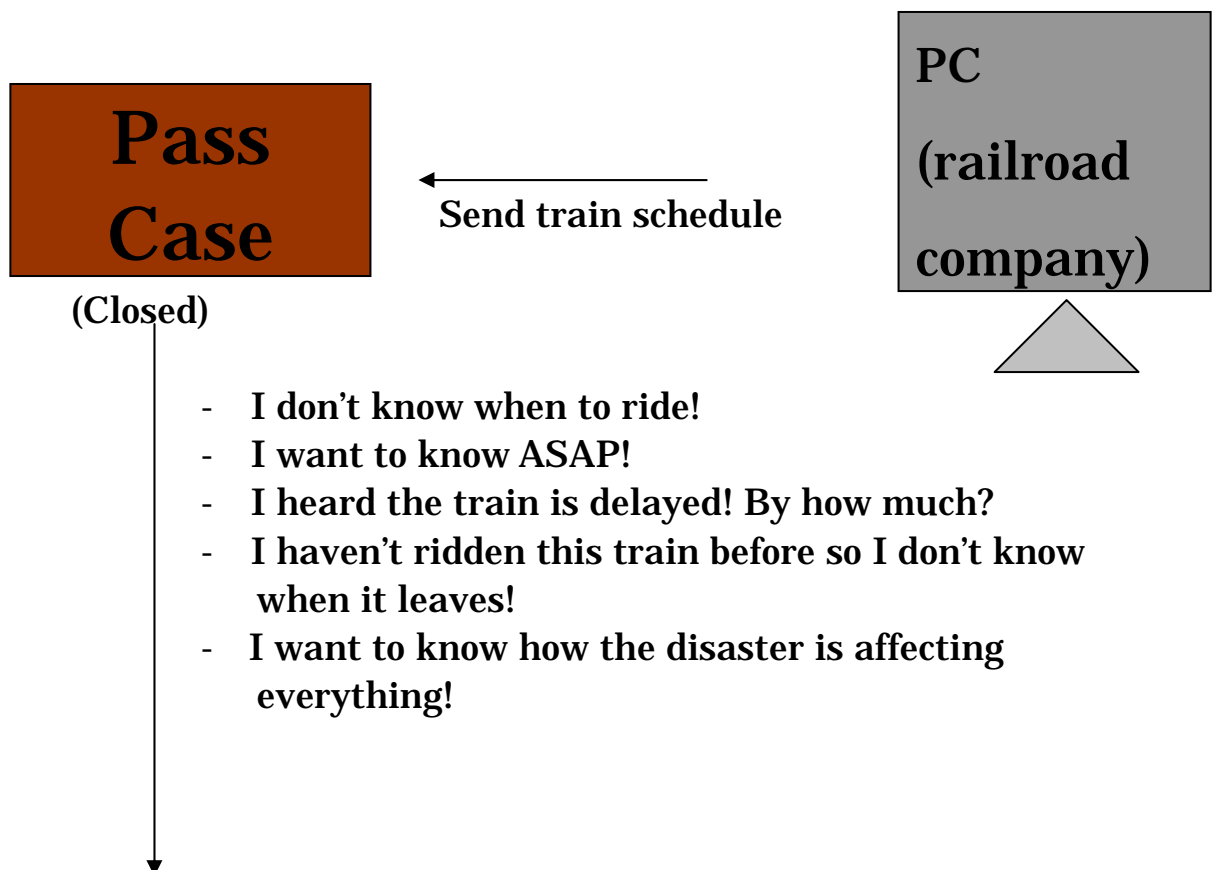 PC
(railroad
company)
Pass
Case
Send train schedule
(Closed)
- I don’t know when to ride!
- I want to know ASAP!
- I heard the train is delayed! By how much?
- I haven’t ridden this train before so I don’t know
when it leaves!
- I want to know how the disaster is affecting
everything!